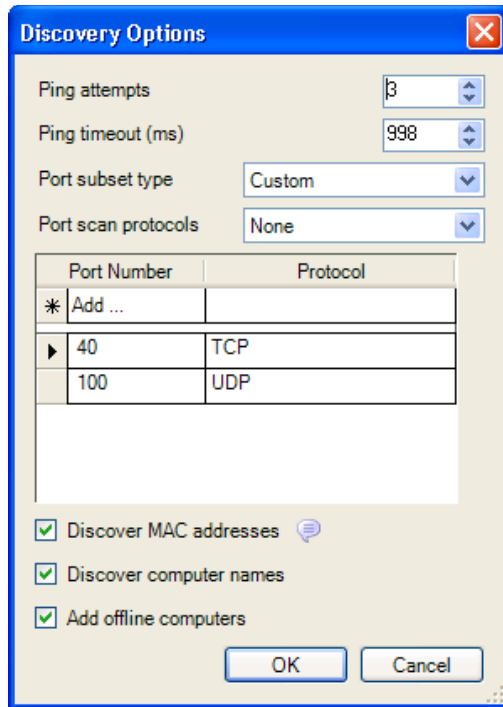 Discovery Options
Ping attempts 3
Ping timeout (ms) 998
Port subset type Custom
Port scan protocols None
Port Number Protocol
Add ...
40 TCP
100 UDP
Discover MAC addresses
Discover computer names
Add offline computers
OK Cancel